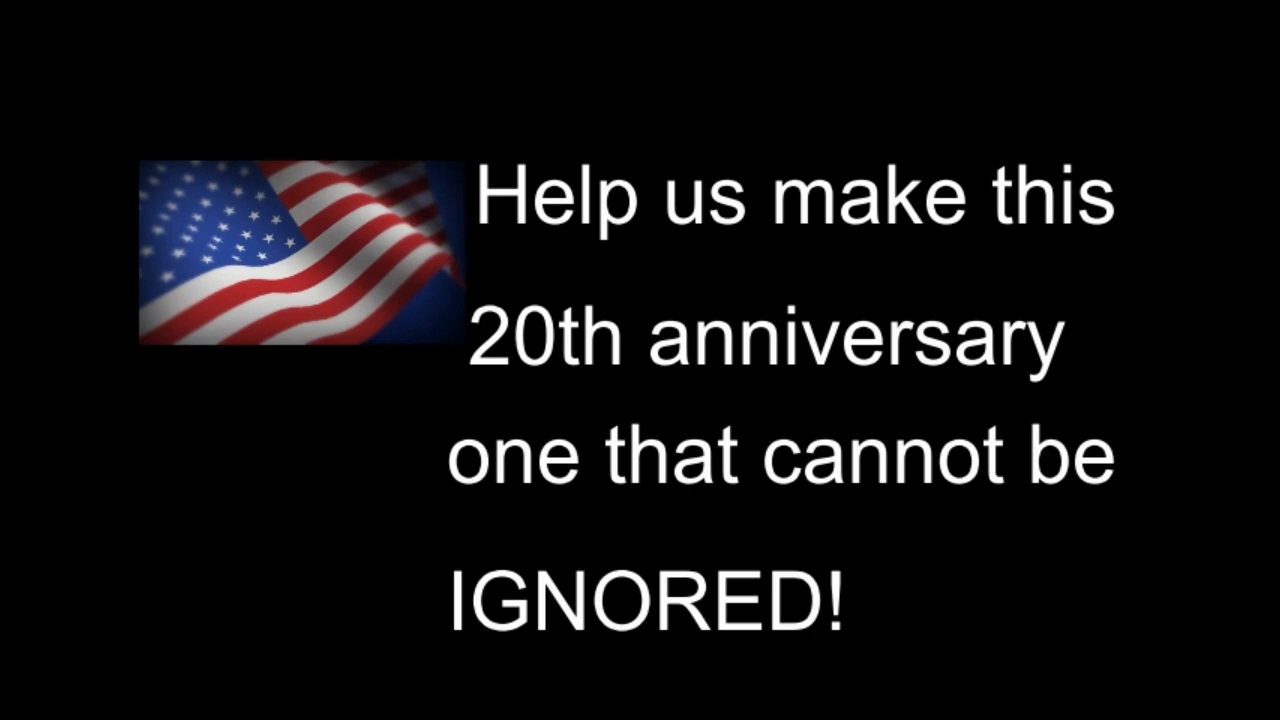 Help us make this
20th anniversary
one that cannot be
IGNORED!